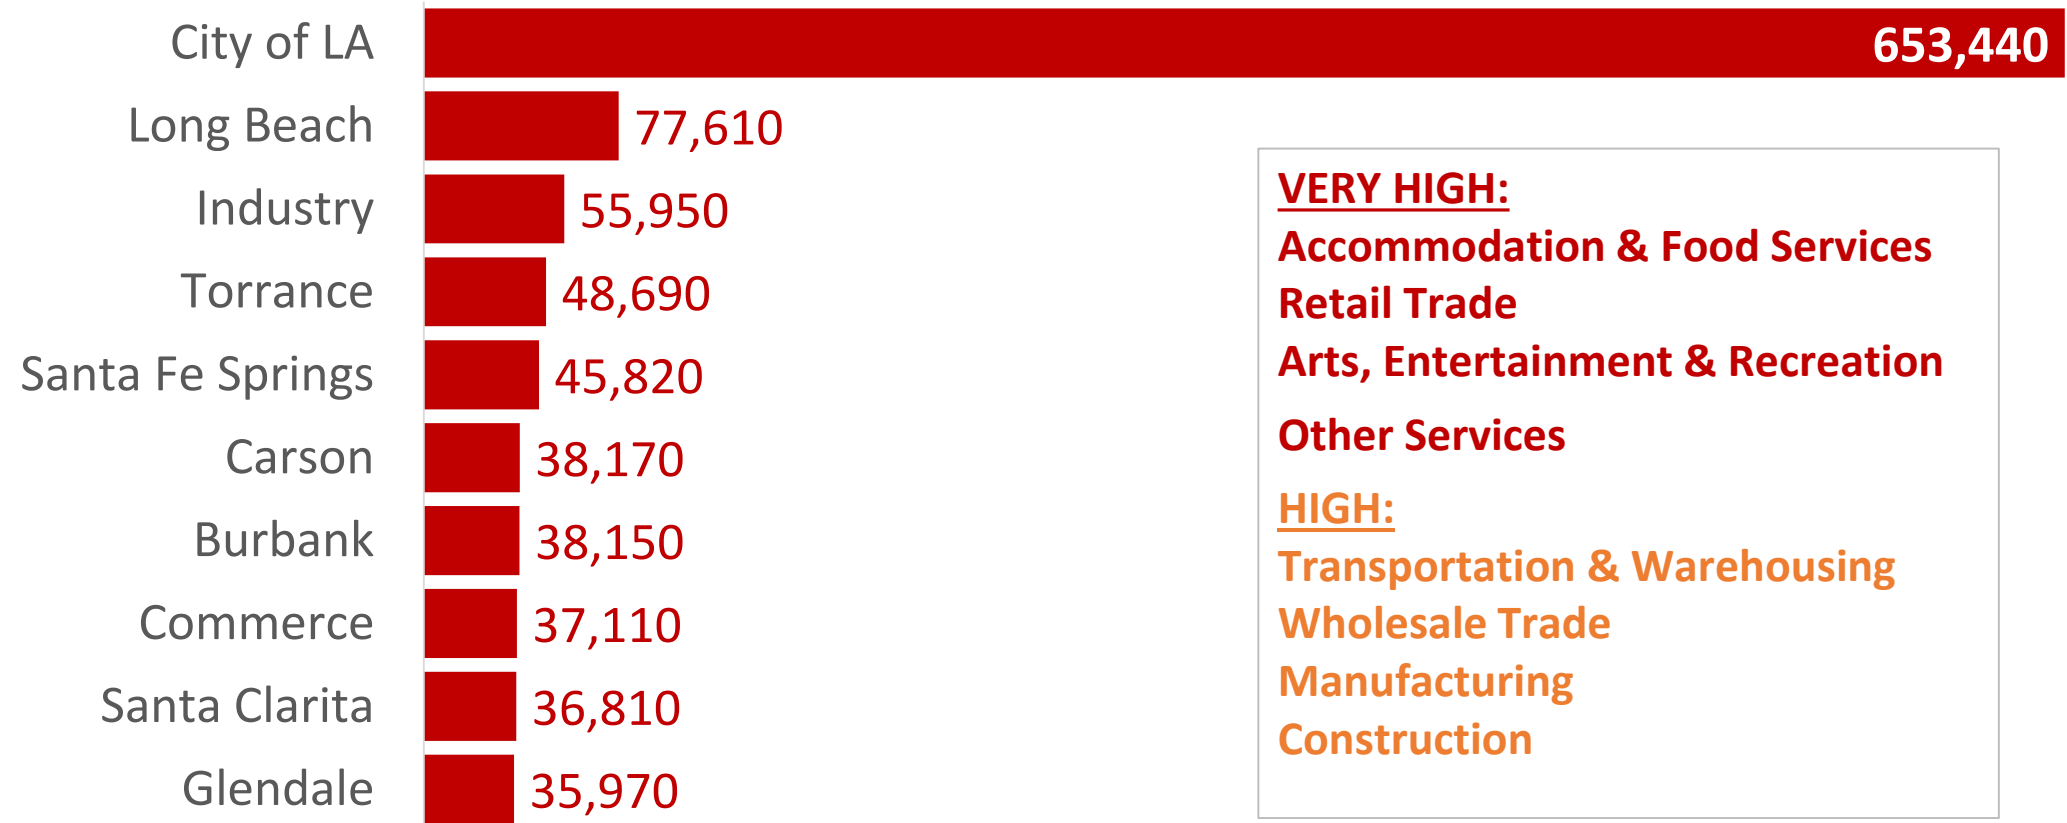 City of LA 653,440
Long Beach 77,610
Industry 55,950
Torrance 48,690
Santa Fe Springs 45,820
Carson 38,170
Burbank 38,150
Commerce 37,110
Santa Clarita 36,810
Glendale 35,970
VERY HIGH:
Accommodation & Food Services
Retail Trade
Arts, Entertainment & Recreation
Other Services
HIGH:
Transportation & Warehousing
Wholesale Trade
Manufacturing
Construction